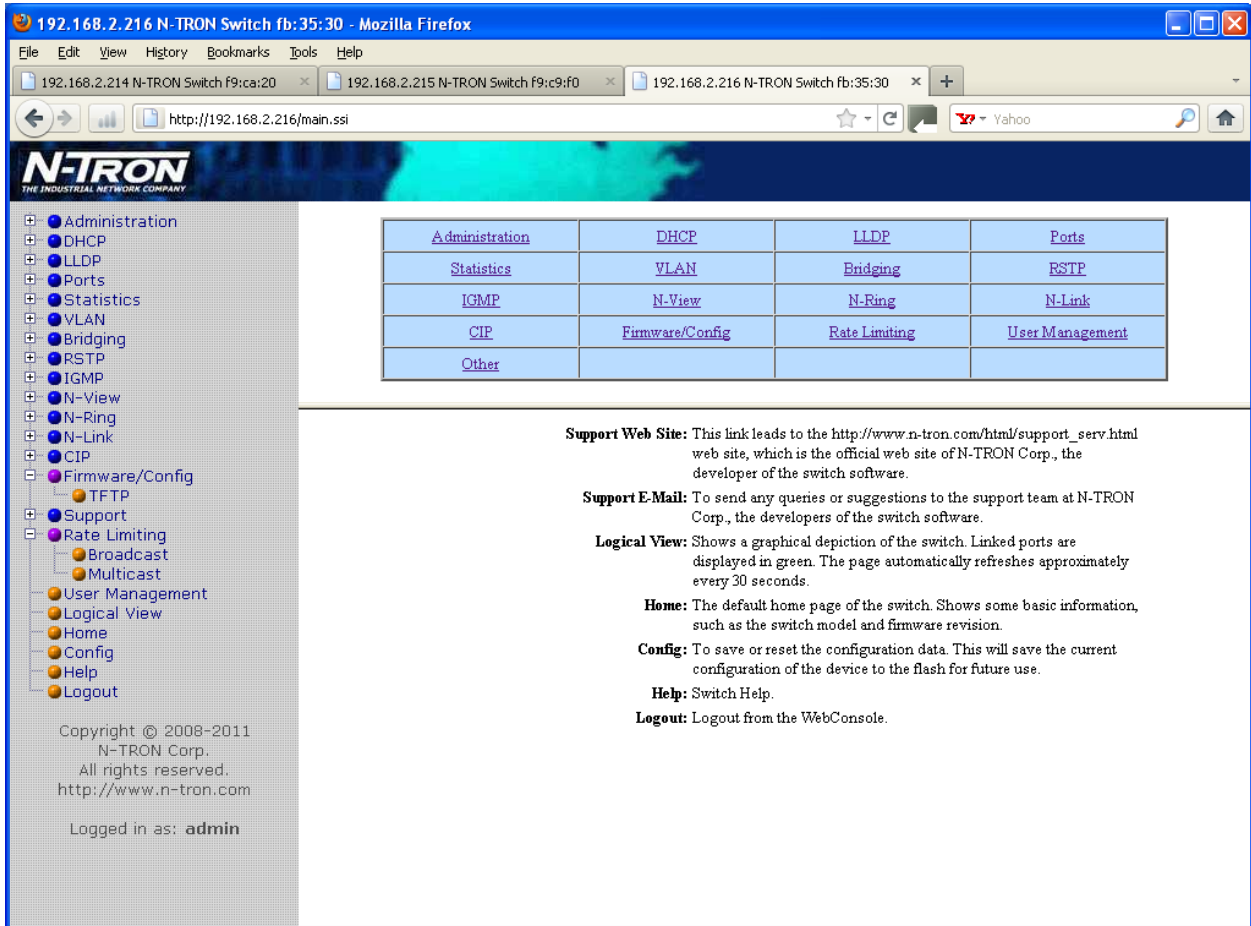 192.168.2.216 N-TRON Switch fb:35:30 - Mozilla Firefox
File Edit View History Bookmarks Tools Help
192.168.2.214 N-TRON Switch f9:ca:20 192.168.2.215 N-TRON Switch f9:c9:f0 192.168.2.216 N-TRON Switch fb:35:30
http://192.168.2.216/main.ssi Yahoo
N-TRON
THE INDUSTRIAL NETWORK COMPANY
Administration
DHCP
LLDP
Ports
Statistics
VLAN
Bridging
RSTP
IGMP
N-View
N-Ring
N-Link
CIP
Firmware/Config
TFTP
Support
Rate Limiting
Broadcast
Multicast
User Management
Logical View
Home
Config
Help
Logout
Copyright © 2008-2011
N-TRON Corp.
All rights reserved.
http://www.n-tron.com
Logged in as: admin
Administration DHCP LLDP Ports
Statistics VLAN Bridging RSTP
IGMP N-View N-Ring N-Link
CIP Firmware/Config Rate Limiting User Management
Other
Support Web Site: This link leads to the http://www.n-tron.com/html/support_serv.html
web site, which is the official web site of N-TRON Corp., the
developer of the switch software.
Support E-Mail: To send any queries or suggestions to the support team at N-TRON
Corp., the developers of the switch software.
Logical View: Shows a graphical depiction of the switch. Linked ports are
displayed in green. The page automatically refreshes approximately
every 30 seconds.
Home: The default home page of the switch. Shows some basic information,
such as the switch model and firmware revision.
Config: To save or reset the configuration data. This will save the current
configuration of the device to the flash for future use.
Help: Switch Help.
Logout: Logout from the WebConsole.